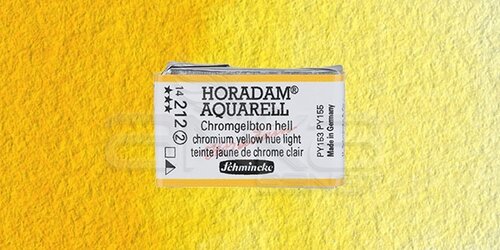 HORADAM®
AQUARELL
Chromgelbton hell
chromium yellow hue light
teinte jaune de chrome clair
Schmincke
14 212 2
★★★
PY153 PY155
Made in Germany